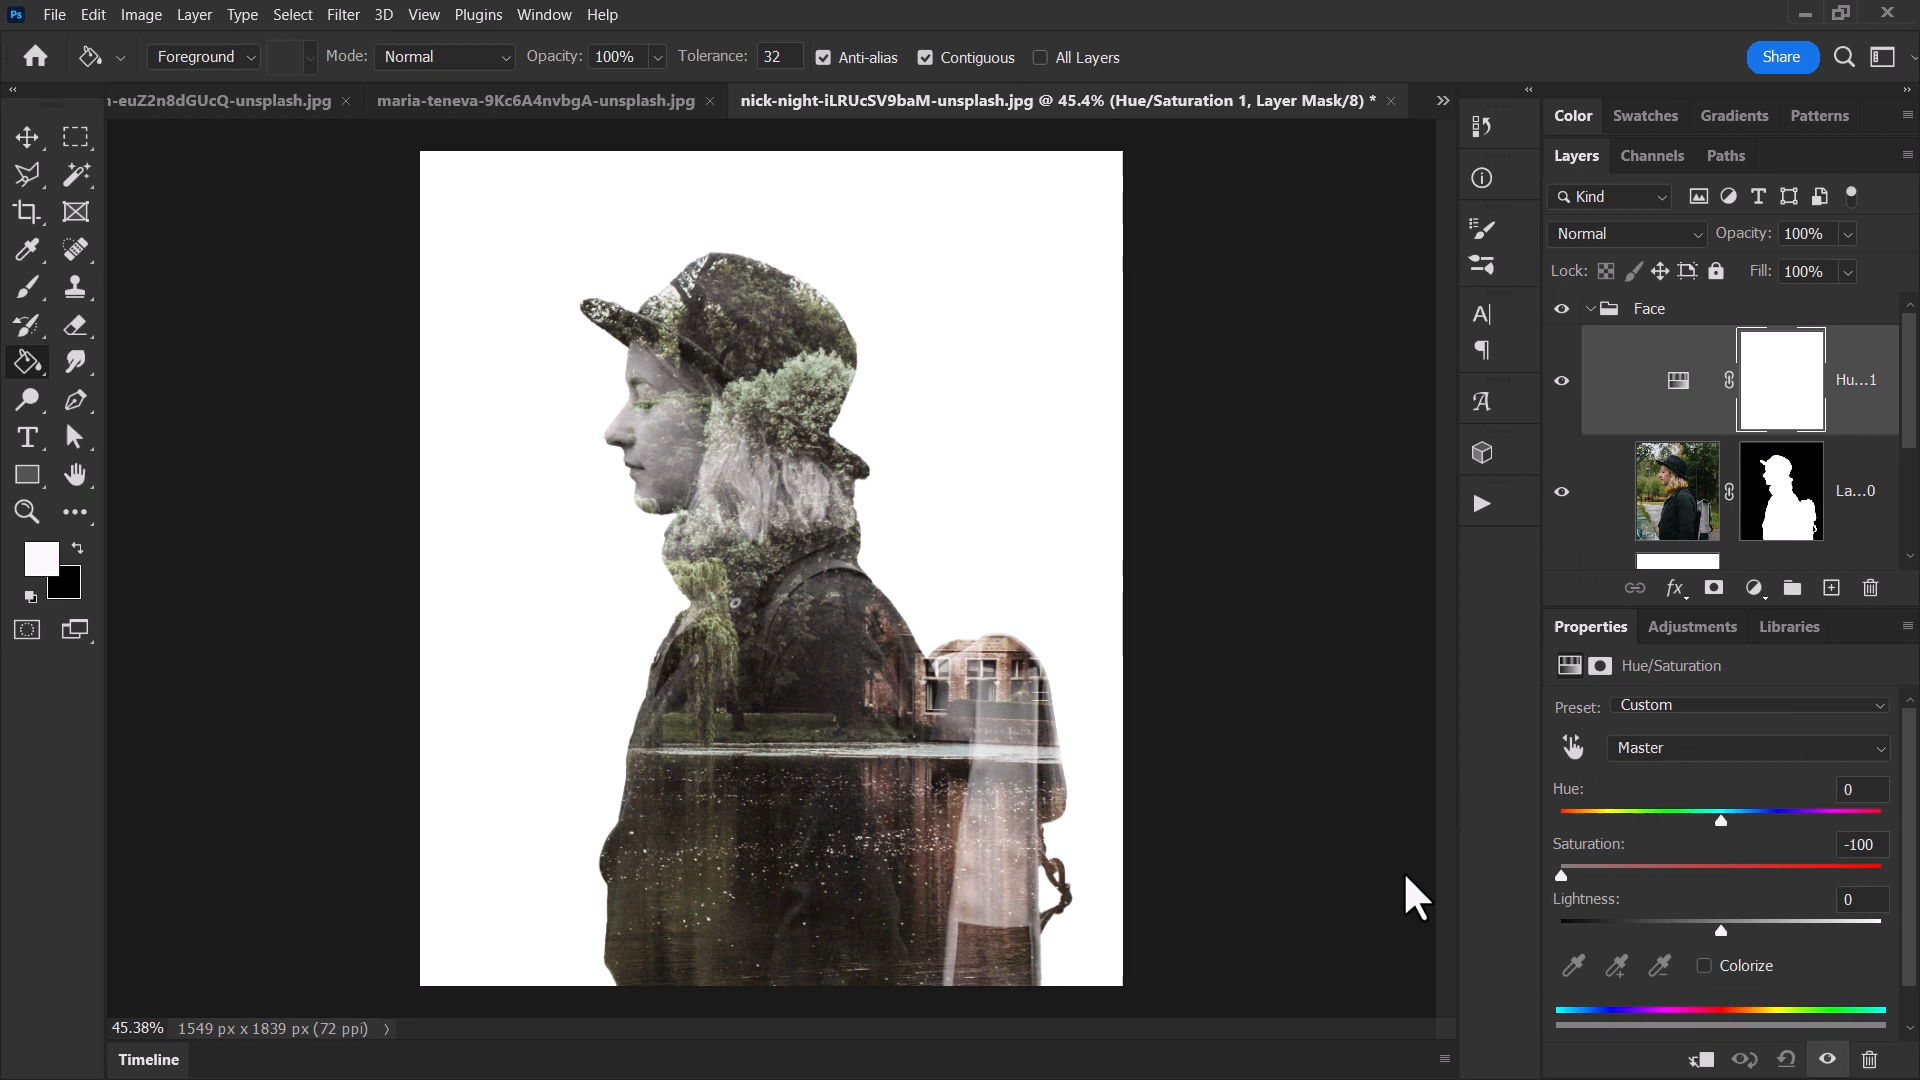 Ps File Edit Image Layer Type Select Filter 3D View Plugins Window Help
Foreground Mode: Normal Opacity: 100% Tolerance: 32 Anti-alias Contiguous All Layers Share
n-euZ2n8dGUcQ-unsplash.jpg maria-teneva-9Kc6A4nvbgA-unsplash.jpg nick-night-iLRUcSV9baM-unsplash.jpg @ 45.4% (Hue/Saturation 1, Layer Mask/8) *
Color Swatches Gradients Patterns
Layers Channels Paths
Kind
Normal Opacity: 100%
Lock: Fill: 100%
Face
Hu...1
La...0
fx
Properties Adjustments Libraries
Hue/Saturation
Preset: Custom
Master
Hue: 0
Saturation: -100
Lightness: 0
Colorize
45.38% 1549 px x 1839 px (72 ppi)
Timeline